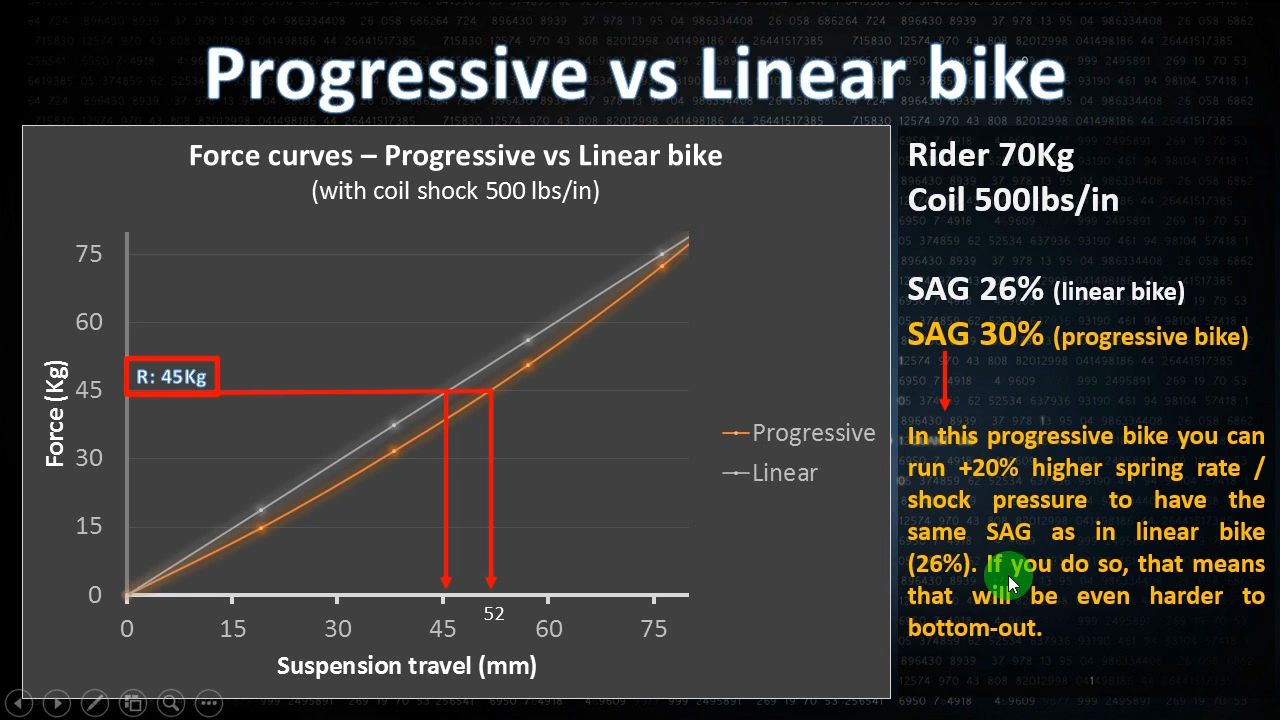 Progressive vs Linear bike
Force curves – Progressive vs Linear bike
(with coil shock 500 lbs/in)
75
60
45
30
15
0
Force (Kg)
R: 45Kg
0
15
30
45
52
60
75
Suspension travel (mm)
Progressive
Linear
Rider 70Kg
Coil 500lbs/in
SAG 26% (linear bike)
SAG 30% (progressive bike)
In this progressive bike you can
run +20% higher spring rate /
shock pressure to have the
same SAG as in linear bike
(26%). If you do so, that means
that will be even harder to
bottom-out.